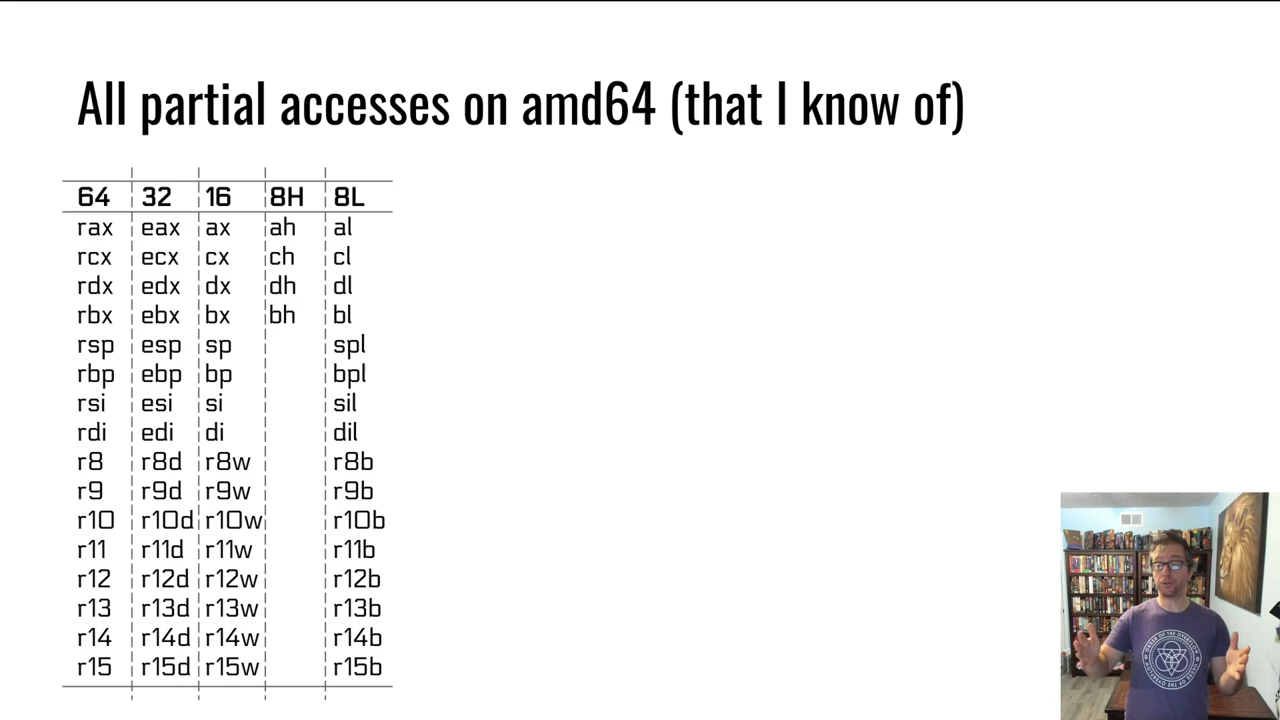 All partial accesses on amd64 (that I know of)
64 32 16 8H 8L
rax eax ax ah al
rcx ecx cx ch cl
rdx edx dx dh dl
rbx ebx bx bh bl
rsp esp sp spl
rbp ebp bp bpl
rsi esi si sil
rdi edi di dil
r8 r8d r8w r8b
r9 r9d r9w r9b
r10 r10d r10w r10b
r11 r11d r11w r11b
r12 r12d r12w r12b
r13 r13d r13w r13b
r14 r14d r14w r14b
r15 r15d r15w r15b
ORDER OF THE OVERFLOW